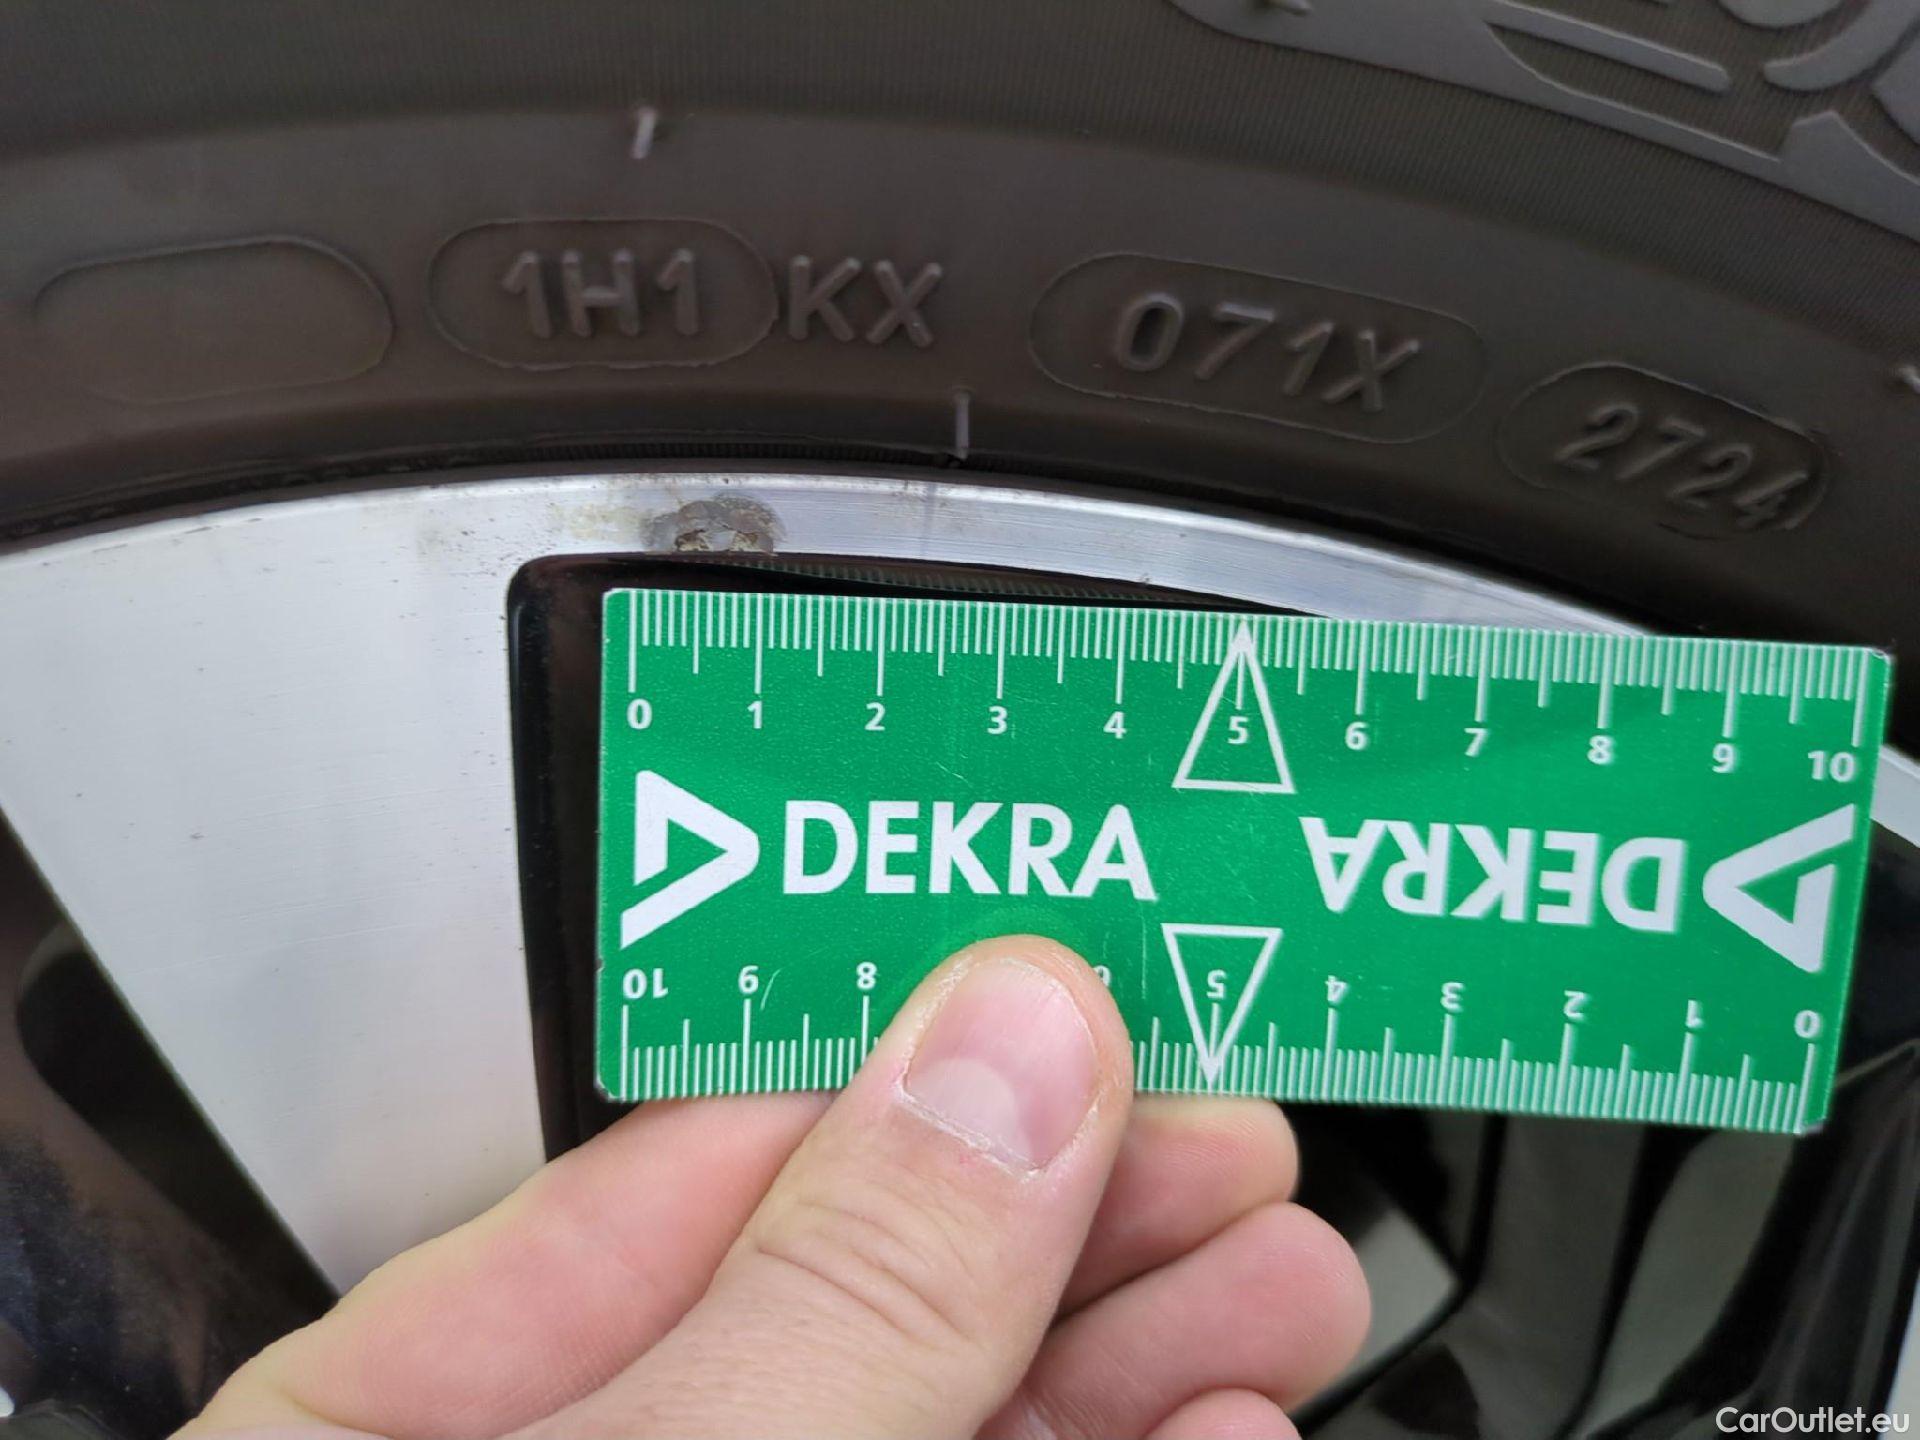 1H1 KX 071X 2724
0 1 2 3 4 5 6 7 8 9 10
DEKRA DEKRA
10 9 8 6 5 4 3 2 1 0
CarOutlet.eu